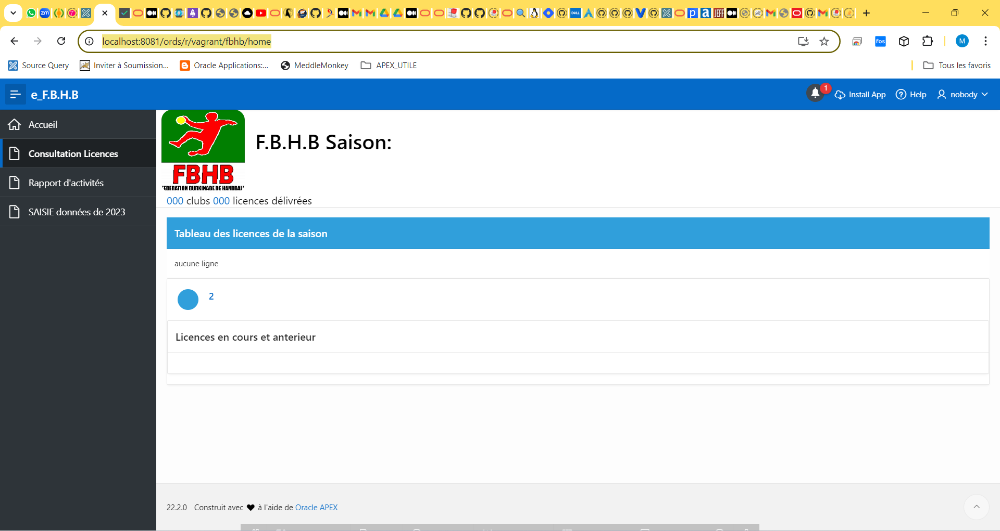 localhost:8081/ords/r/vagrant/fbhb/home
fos
M
Source Query
Inviter à Soumission...
Oracle Applications:...
MeddleMonkey
APEX_UTILE
Tous les favoris
e_F.B.H.B
1
Install App
Help
nobody
Accueil
Consultation Licences
Rapport d'activités
SAISIE données de 2023
FBHB
FEDERATION BURKINABE DE HANDBALL
F.B.H.B Saison:
000 clubs 000 licences délivrées
Tableau des licences de la saison
aucune ligne
2
Licences en cours et anterieur
22.2.0 Construit avec ♥ à l'aide de Oracle APEX